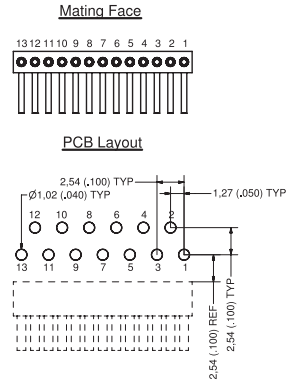 Mating Face
13 12 11 10 9 8 7 6 5 4 3 2 1
PCB Layout
2,54 (.100) TYP
Ø1,02 (.040) TYP
1,27 (.050) TYP
12 10 8 6 4 2
13 11 9 7 5 3 1
2,54 (.100) REF
2,54 (.100) TYP